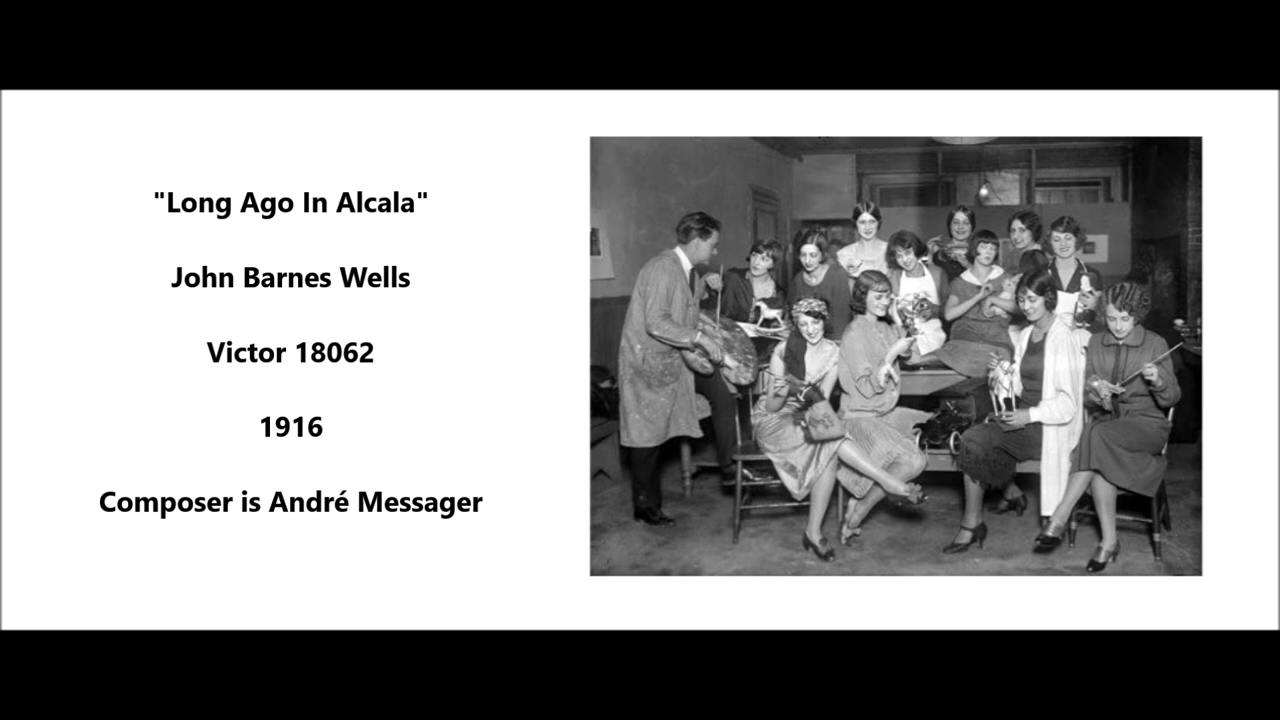 "Long Ago In Alcala"
John Barnes Wells
Victor 18062
1916
Composer is André Messager